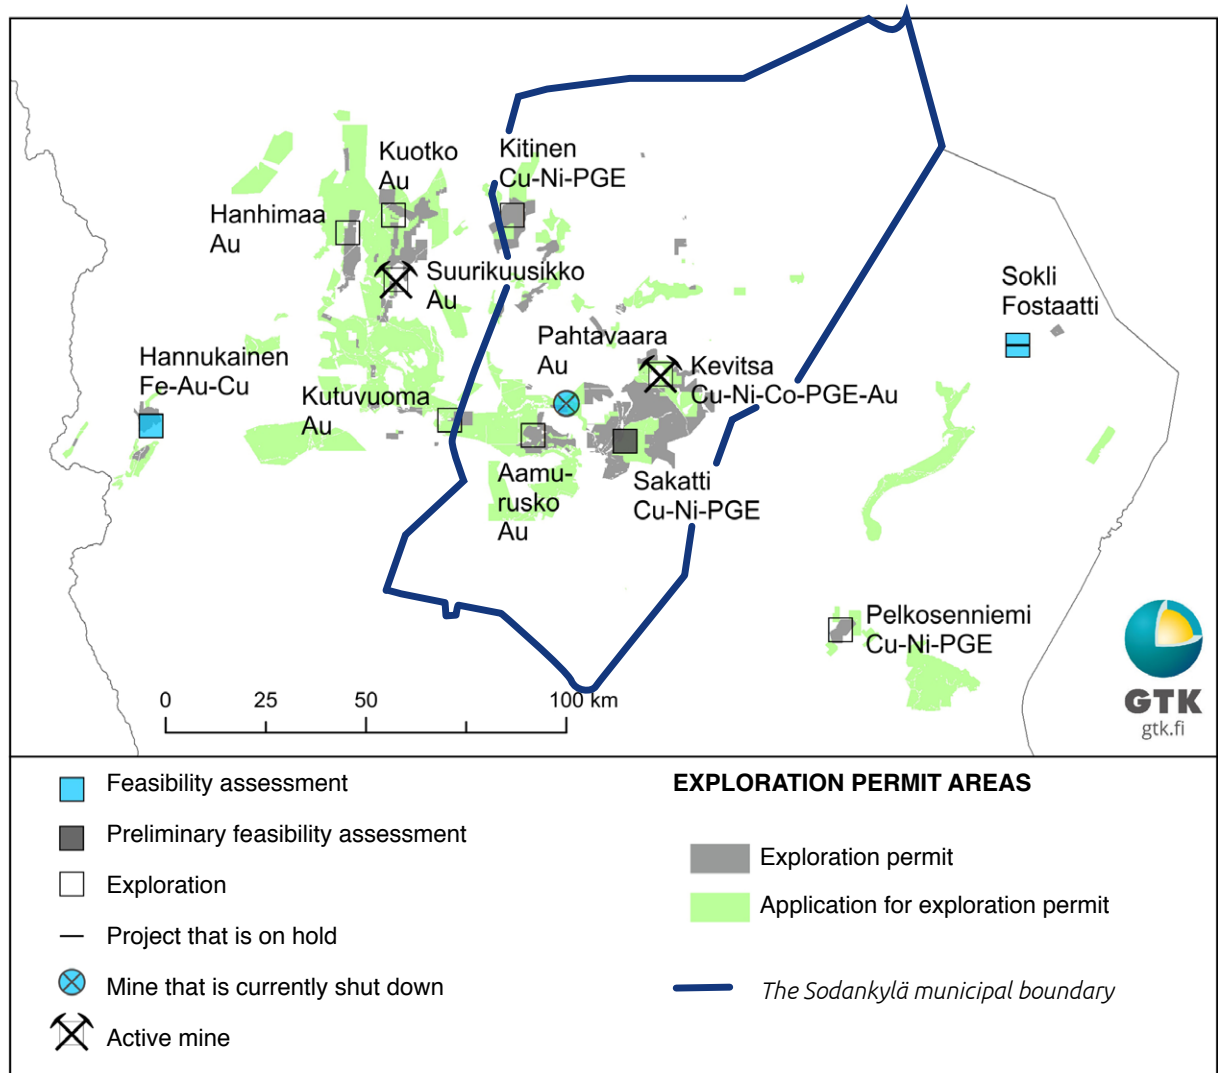 Kuotko
Au
Kitinen
Cu-Ni-PGE
Hanhimaa
Au
Suurikuusikko
Au
Sokli
Fostaatti
Pahtavaara
Au
Hannukainen
Fe-Au-Cu
Kevitsa
Cu-Ni-Co-PGE-Au
Kutuvuoma
Au
Aamu-
rusko
Au
Sakatti
Cu-Ni-PGE
Pelkosenniemi
Cu-Ni-PGE
0 25 50 100 km
GTK
gtk.fi
Feasibility assessment
Preliminary feasibility assessment
Exploration
Project that is on hold
Mine that is currently shut down
Active mine
EXPLORATION PERMIT AREAS
Exploration permit
Application for exploration permit
The Sodankylä municipal boundary